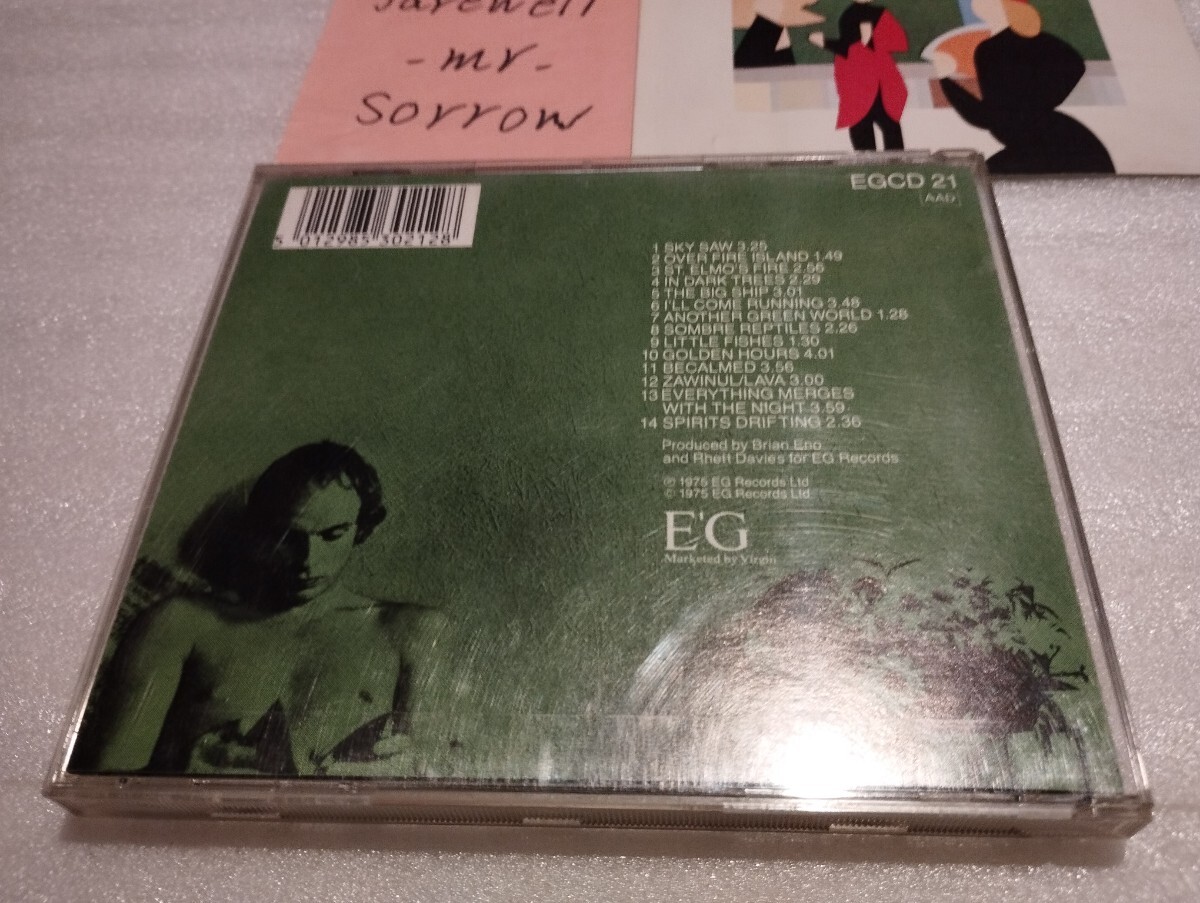 farewell
-mr-
Sorrow
EGCD 21
AAD
5 012985 302128
1 SKY SAW 3.25
2 OVER FIRE ISLAND 1.49
3 ST. ELMO'S FIRE 2.56
4 IN DARK TREES 2.29
5 THE BIG SHIP 3.01
6 I'LL COME RUNNING 3.48
7 ANOTHER GREEN WORLD 1.28
8 SOMBRE REPTILES 2.26
9 LITTLE FISHES 1.30
10 GOLDEN HOURS 4.01
11 BECALMED 3.56
12 ZAWINUL/LAVA 3.00
13 EVERYTHING MERGES
WITH THE NIGHT 3.59
14 SPIRITS DRIFTING 2.36
Produced by Brian Eno
and Rhett Davies for EG Records
℗ 1975 EG Records Ltd
© 1975 EG Records Ltd
E'G
Marketed by Virgin